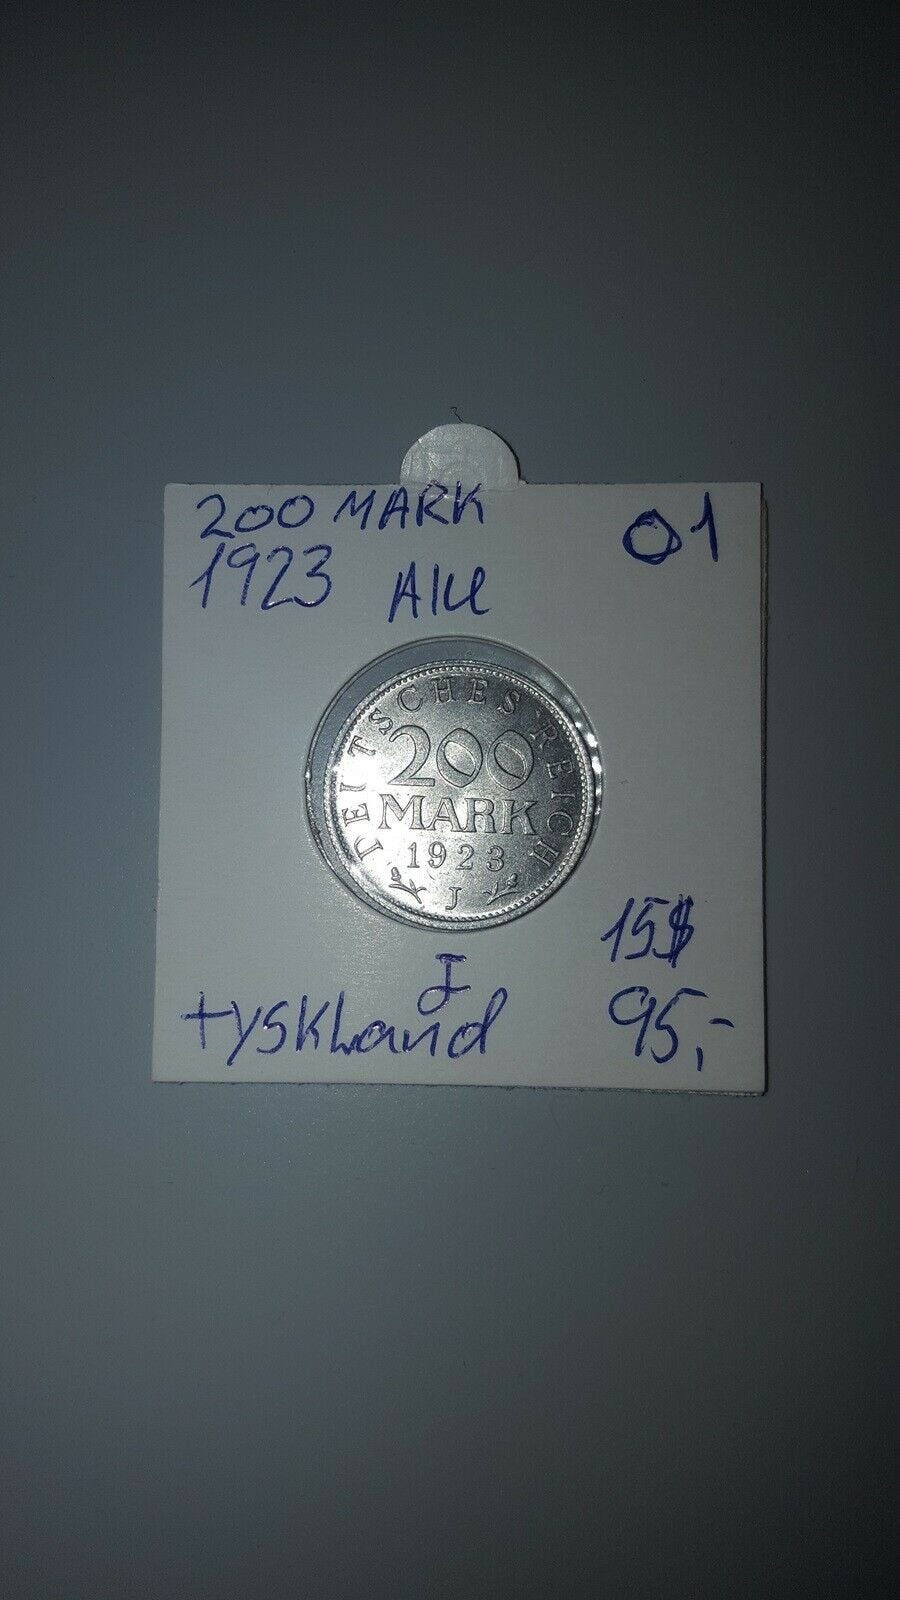 200 MARK
01
1923 Alu
DEUTSCHES REICH
200
MARK
1923
J
15$
J
tyskland
95,-